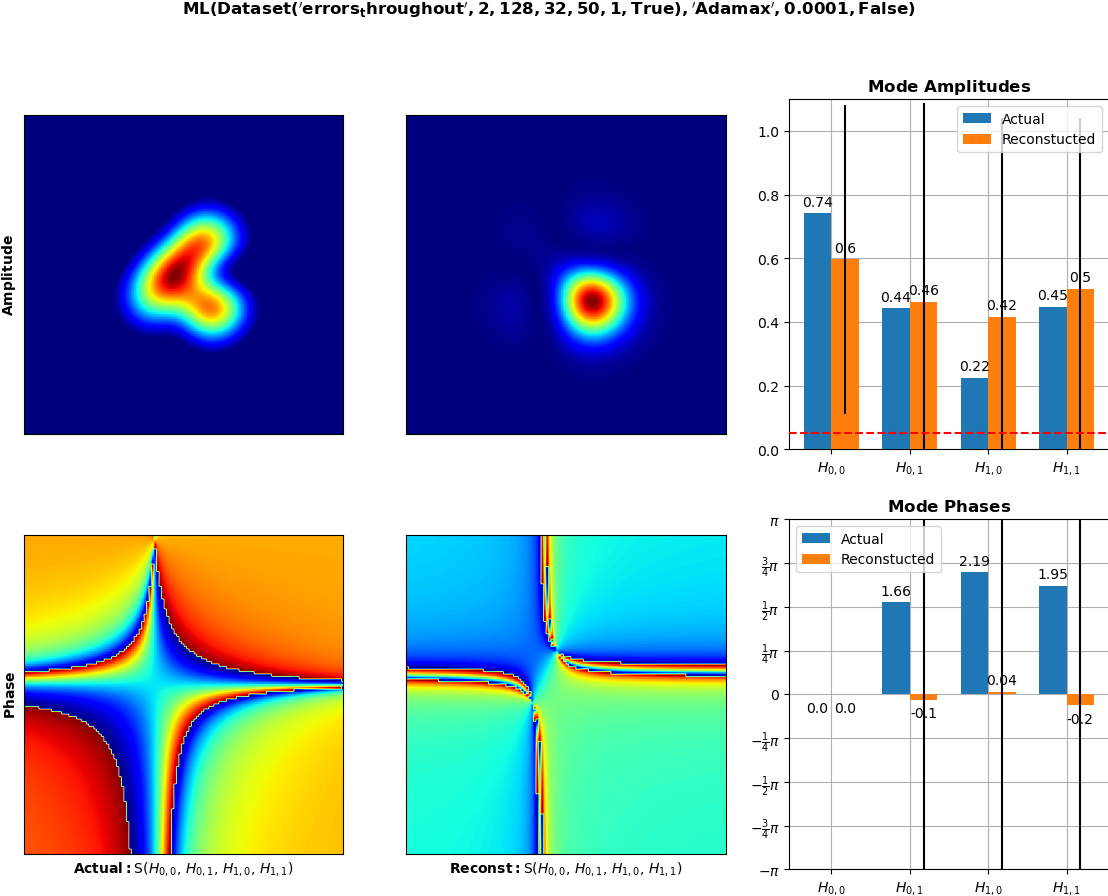 ML(Dataset('errors_throughout', 2, 128, 32, 50, 1, True), 'Adamax', 0.0001, False)
Amplitude
Mode Amplitudes
Actual
Reconstucted
1.0
0.8
0.6
0.4
0.2
0.0
0.74
0.6
0.44
0.46
0.22
0.42
0.45
0.5
H0,0
H0,1
H1,0
H1,1
Phase
Actual: S(H0,0, H0,1, H1,0, H1,1)
Reconst: S(H0,0, H0,1, H1,0, H1,1)
Mode Phases
Actual
Reconstucted
π
3/4π
1/2π
1/4π
0
−1/4π
−1/2π
−3/4π
−π
0.0
0.0
1.66
-0.1
2.19
0.04
1.95
-0.2
H0,0
H0,1
H1,0
H1,1